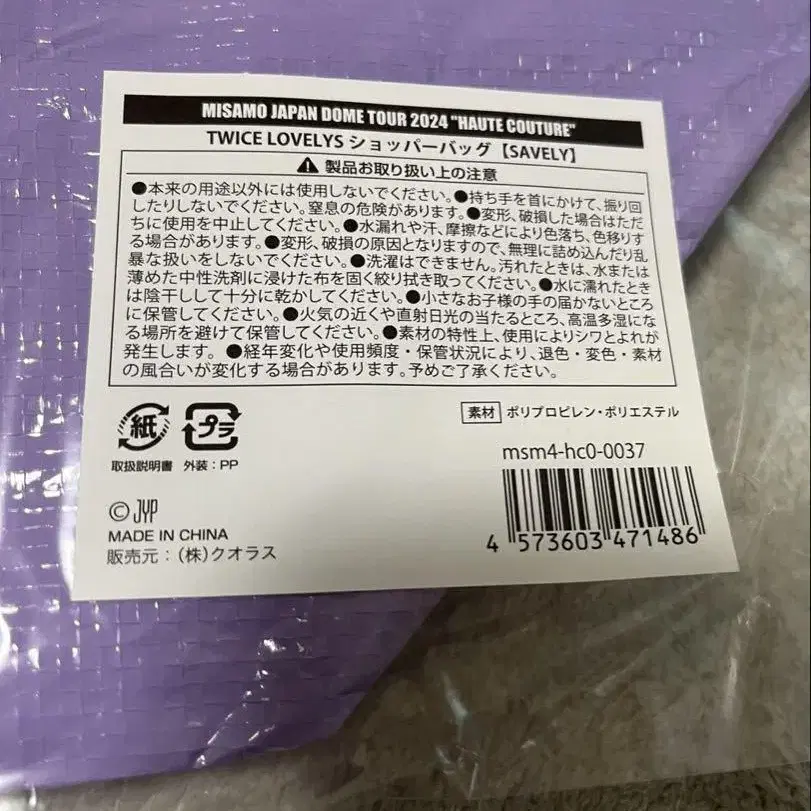 MISAMO JAPAN DOME TOUR 2024 "HAUTE COUTURE"
TWICE LOVELYS ショッパーバッグ【SAVELY】
⚠ 製品お取り扱い上の注意
●本来の用途以外には使用しないでください。●持ち手を首にかけて、振り回
したりしないでください。窒息の危険があります。●変形、破損した場合はただ
ちに使用を中止してください。●水漏れや汗、摩擦などにより色落ち、色移りす
る場合があります。●変形、破損の原因となりますので、無理に詰め込んだり乱
暴な扱いをしないでください。●洗濯はできません。汚れたときは、水または
薄めた中性洗剤に浸けた布を固く絞り拭き取ってください。●水に濡れたとき
は陰干しして十分に乾かしてください。●小さなお子様の手の届かないところ
に保管してください。●火気の近くや直射日光の当たるところ、高温多湿にな
る場所を避けて保管してください。●素材の特性上、使用によりシワとよれが
発生します。●経年変化や使用頻度・保管状況により、退色・変色・素材
の風合いが変化する場合があります。予めご了承ください。
紙 プラ
取扱説明書 外装：PP
素材 ポリプロピレン・ポリエステル
msm4-hc0-0037
4 573603 471486
© JYP
MADE IN CHINA
販売元：（株）クオラス